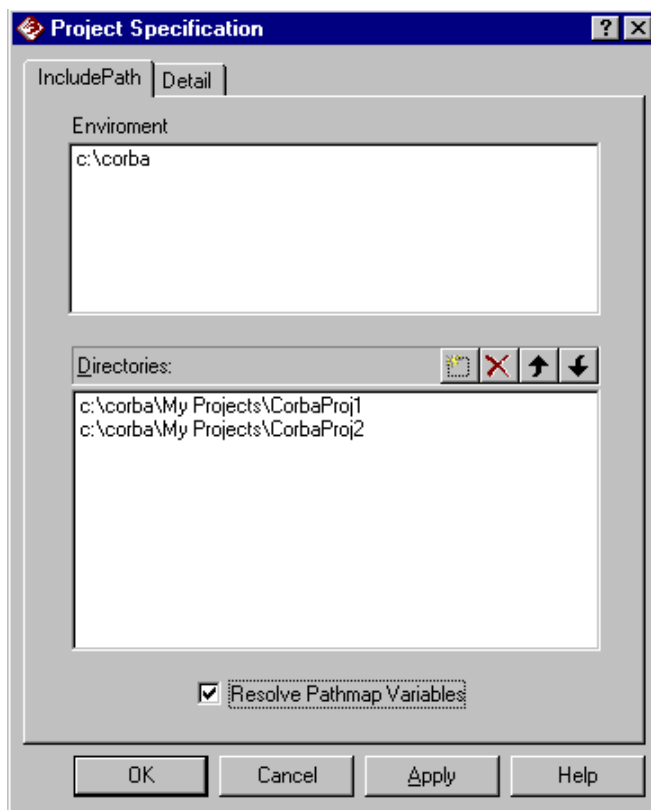 Project Specification
IncludePath Detail
Enviroment
c:\corba
Directories:
c:\corba\My Projects\CorbaProj1
c:\corba\My Projects\CorbaProj2
Resolve Pathmap Variables
OK Cancel Apply Help